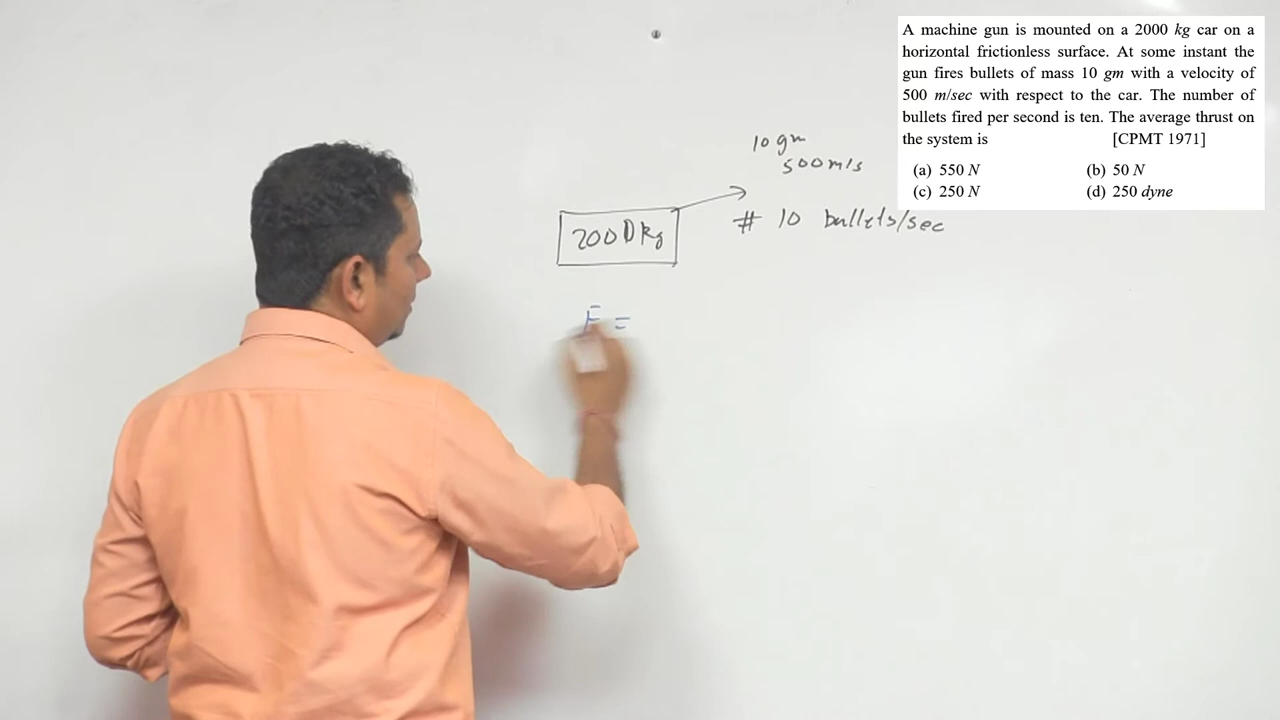 A machine gun is mounted on a 2000 kg car on a
horizontal frictionless surface. At some instant the
gun fires bullets of mass 10 gm with a velocity of
500 m/sec with respect to the car. The number of
bullets fired per second is ten. The average thrust on
the system is [CPMT 1971]
(a) 550 N (b) 50 N
(c) 250 N (d) 250 dyne
10 gm
500 m/s
# 10 bullets/sec
2000 kg
F =